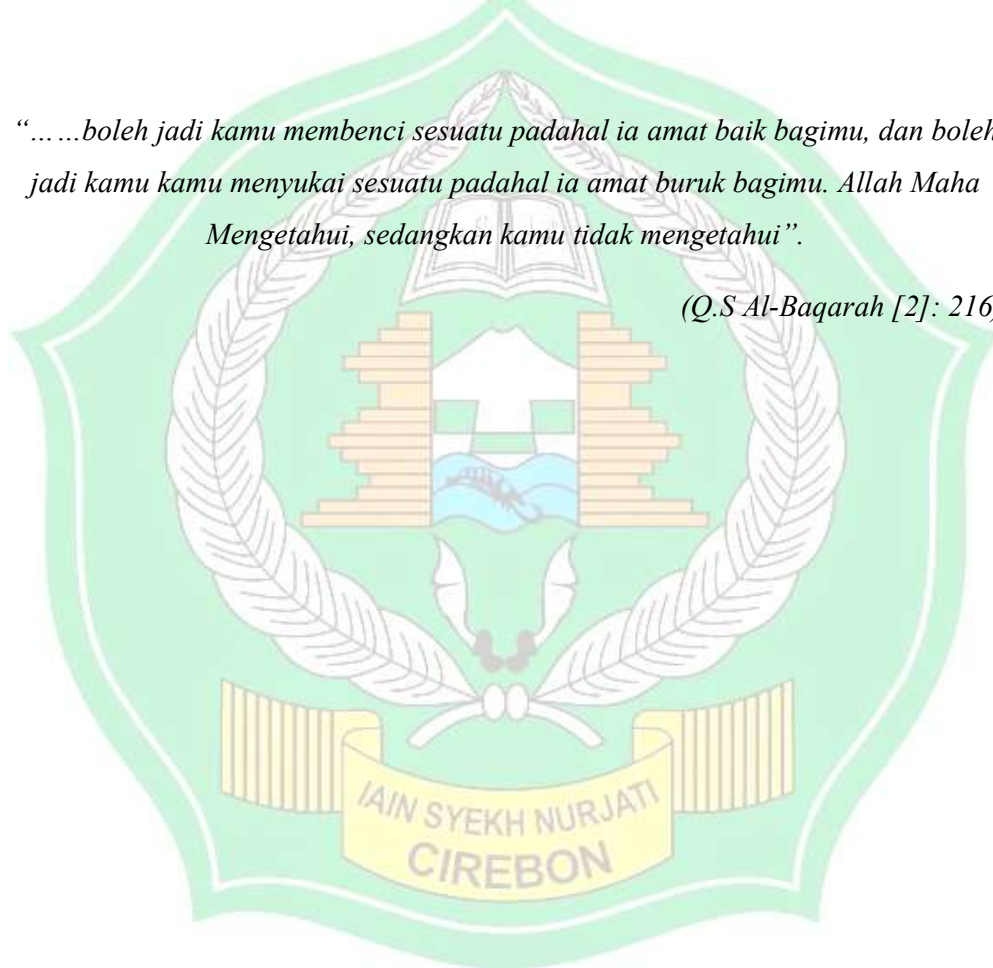 “……boleh jadi kamu membenci sesuatu padahal ia amat baik bagimu, dan boleh
jadi kamu kamu menyukai sesuatu padahal ia amat buruk bagimu. Allah Maha
Mengetahui, sedangkan kamu tidak mengetahui”.
(Q.S Al-Baqarah [2]: 216)
IAIN SYEKH NURJATI
CIREBON